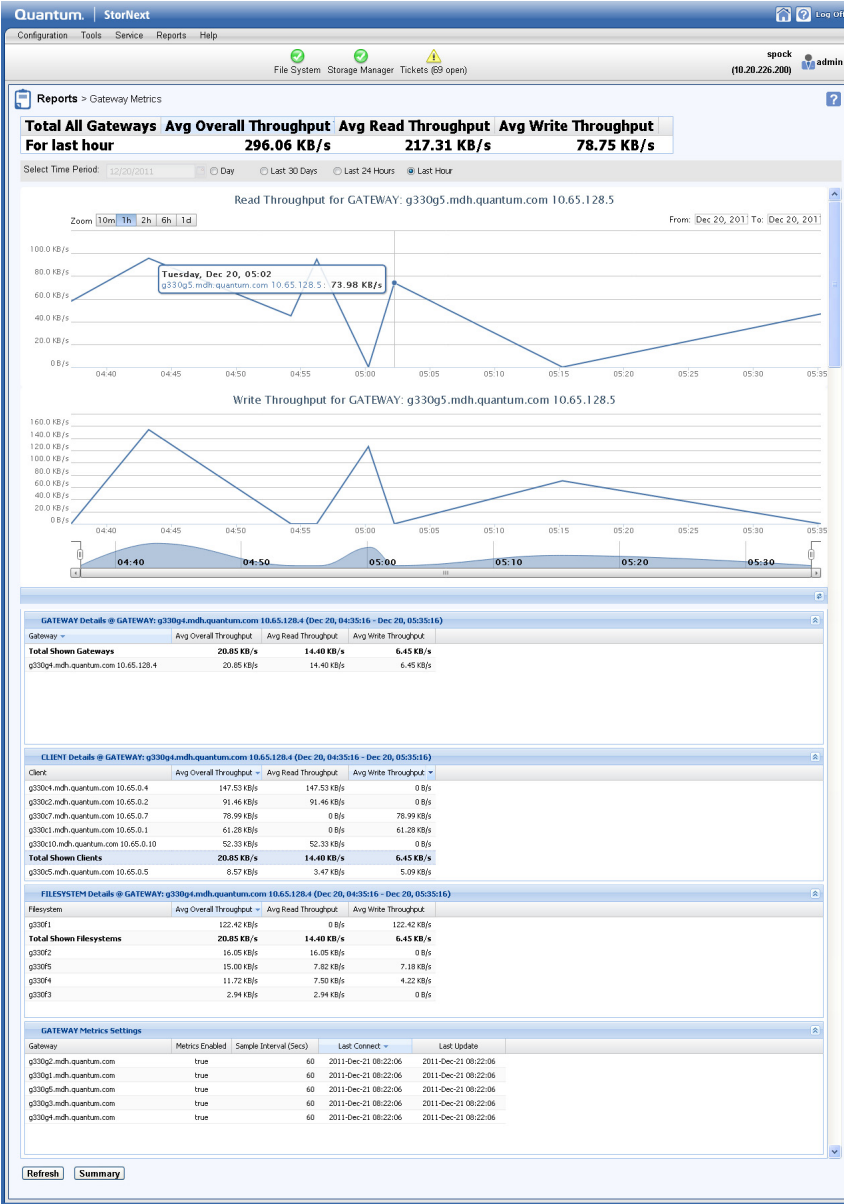 Quantum. | StorNext
Log Off
Configuration Tools Service Reports Help
File System Storage Manager Tickets (69 open)
spock
(10.20.226.200)
admin
Reports > Gateway Metrics
Total All Gateways Avg Overall Throughput Avg Read Throughput Avg Write Throughput
For last hour 296.06 KB/s 217.31 KB/s 78.75 KB/s
Select Time Period: 12/20/2011 Day Last 30 Days Last 24 Hours Last Hour
Read Throughput for GATEWAY: g330g5.mdh.quantum.com 10.65.128.5
Zoom 10m 1h 2h 6h 1d From: Dec 20, 201 To: Dec 20, 201
100.0 KB/s
80.0 KB/s
60.0 KB/s
40.0 KB/s
20.0 KB/s
0 B/s
Tuesday, Dec 20, 05:02
g330g5.mdh.quantum.com 10.65.128.5: 73.98 KB/s
04:40 04:45 04:50 04:55 05:00 05:05 05:10 05:15 05:20 05:25 05:30 05:35
Write Throughput for GATEWAY: g330g5.mdh.quantum.com 10.65.128.5
160.0 KB/s
140.0 KB/s
120.0 KB/s
100.0 KB/s
80.0 KB/s
60.0 KB/s
40.0 KB/s
20.0 KB/s
0 B/s
04:40 04:45 04:50 04:55 05:00 05:05 05:10 05:15 05:20 05:25 05:30 05:35
04:40 04:50 05:00 05:10 05:20 05:30
GATEWAY Details @ GATEWAY: g330g4.mdh.quantum.com 10.65.128.4 (Dec 20, 04:35:16 - Dec 20, 05:35:16)
Gateway Avg Overall Throughput Avg Read Throughput Avg Write Throughput
Total Shown Gateways 20.85 KB/s 14.40 KB/s 6.45 KB/s
g330g4.mdh.quantum.com 10.65.128.4 20.85 KB/s 14.40 KB/s 6.45 KB/s
CLIENT Details @ GATEWAY: g330g4.mdh.quantum.com 10.65.128.4 (Dec 20, 04:35:16 - Dec 20, 05:35:16)
Client Avg Overall Throughput Avg Read Throughput Avg Write Throughput
g330c4.mdh.quantum.com 10.65.0.4 147.53 KB/s 147.53 KB/s 0 B/s
g330c2.mdh.quantum.com 10.65.0.2 91.46 KB/s 91.46 KB/s 0 B/s
g330c7.mdh.quantum.com 10.65.0.7 78.99 KB/s 0 B/s 78.99 KB/s
g330c1.mdh.quantum.com 10.65.0.1 61.28 KB/s 0 B/s 61.28 KB/s
g330c10.mdh.quantum.com 10.65.0.10 52.33 KB/s 52.33 KB/s 0 B/s
Total Shown Clients 20.85 KB/s 14.40 KB/s 6.45 KB/s
g330c5.mdh.quantum.com 10.65.0.5 8.57 KB/s 3.47 KB/s 5.09 KB/s
FILESYSTEM Details @ GATEWAY: g330g4.mdh.quantum.com 10.65.128.4 (Dec 20, 04:35:16 - Dec 20, 05:35:16)
Filesystem Avg Overall Throughput Avg Read Throughput Avg Write Throughput
g330f1 122.42 KB/s 0 B/s 122.42 KB/s
Total Shown Filesystems 20.85 KB/s 14.40 KB/s 6.45 KB/s
g330f2 16.05 KB/s 16.05 KB/s 0 B/s
g330f5 15.00 KB/s 7.82 KB/s 7.18 KB/s
g330f4 11.72 KB/s 7.50 KB/s 4.22 KB/s
g330f3 2.94 KB/s 2.94 KB/s 0 B/s
GATEWAY Metrics Settings
Gateway Metrics Enabled Sample Interval (Secs) Last Connect Last Update
g330g2.mdh.quantum.com true 60 2011-Dec-21 08:22:06 2011-Dec-21 08:22:06
g330g1.mdh.quantum.com true 60 2011-Dec-21 08:22:06 2011-Dec-21 08:22:06
g330g5.mdh.quantum.com true 60 2011-Dec-21 08:22:06 2011-Dec-21 08:22:06
g330g3.mdh.quantum.com true 60 2011-Dec-21 08:22:06 2011-Dec-21 08:22:06
g330g4.mdh.quantum.com true 60 2011-Dec-21 08:22:06 2011-Dec-21 08:22:06
Refresh Summary